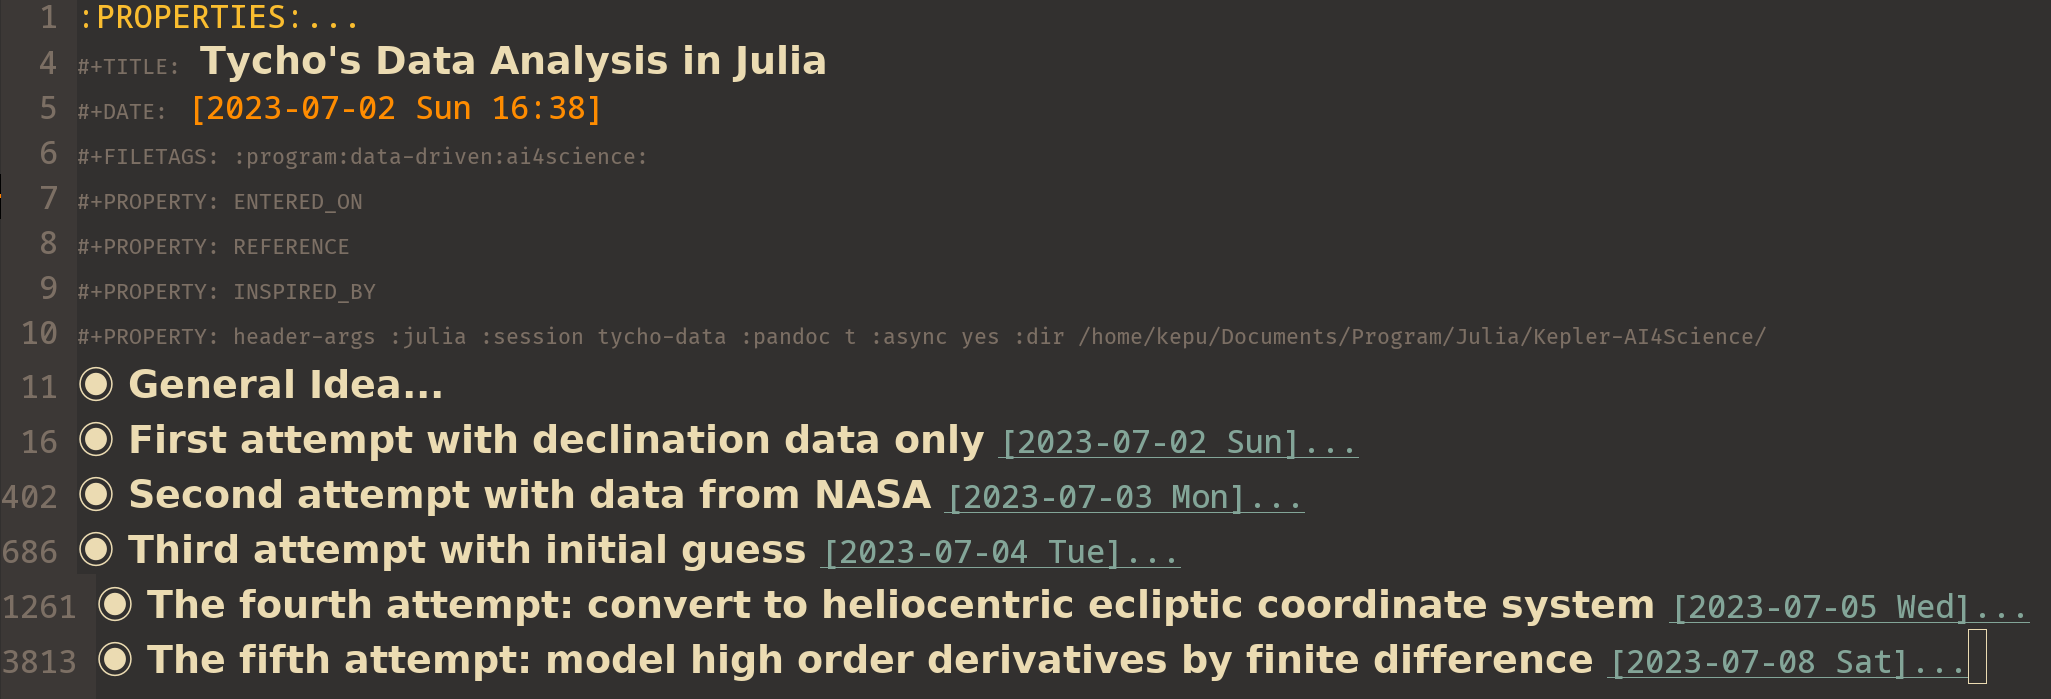 1 :PROPERTIES:...
4 #+TITLE: Tycho's Data Analysis in Julia
5 #+DATE: [2023-07-02 Sun 16:38]
6 #+FILETAGS: :program:data-driven:ai4science:
7 #+PROPERTY: ENTERED_ON
8 #+PROPERTY: REFERENCE
9 #+PROPERTY: INSPIRED_BY
10 #+PROPERTY: header-args :julia :session tycho-data :pandoc t :async yes :dir /home/kepu/Documents/Program/Julia/Kepler-AI4Science/
11 ◉ General Idea...
16 ◉ First attempt with declination data only [2023-07-02 Sun]...
402 ◉ Second attempt with data from NASA [2023-07-03 Mon]...
686 ◉ Third attempt with initial guess [2023-07-04 Tue]...
1261 ◉ The fourth attempt: convert to heliocentric ecliptic coordinate system [2023-07-05 Wed]...
3813 ◉ The fifth attempt: model high order derivatives by finite difference [2023-07-08 Sat]...